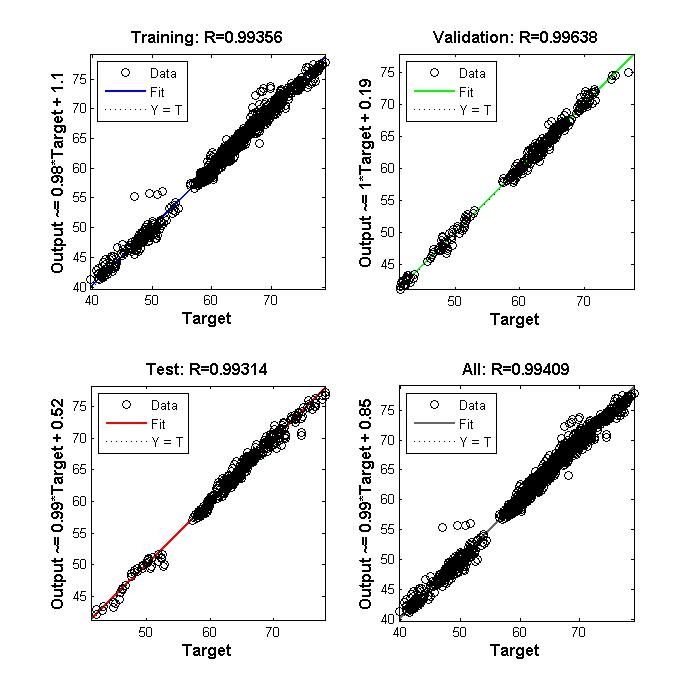 Training: R=0.99356
Output ~= 0.98*Target + 1.1
Data
Fit
Y = T
75
70
65
60
55
50
45
40
40 50 60 70
Target
Validation: R=0.99638
Output ~= 1*Target + 0.19
Data
Fit
Y = T
75
70
65
60
55
50
45
50 60 70
Target
Test: R=0.99314
Output ~= 0.99*Target + 0.52
Data
Fit
Y = T
75
70
65
60
55
50
45
50 60 70
Target
All: R=0.99409
Output ~= 0.99*Target + 0.85
Data
Fit
Y = T
75
70
65
60
55
50
45
40
40 50 60 70
Target